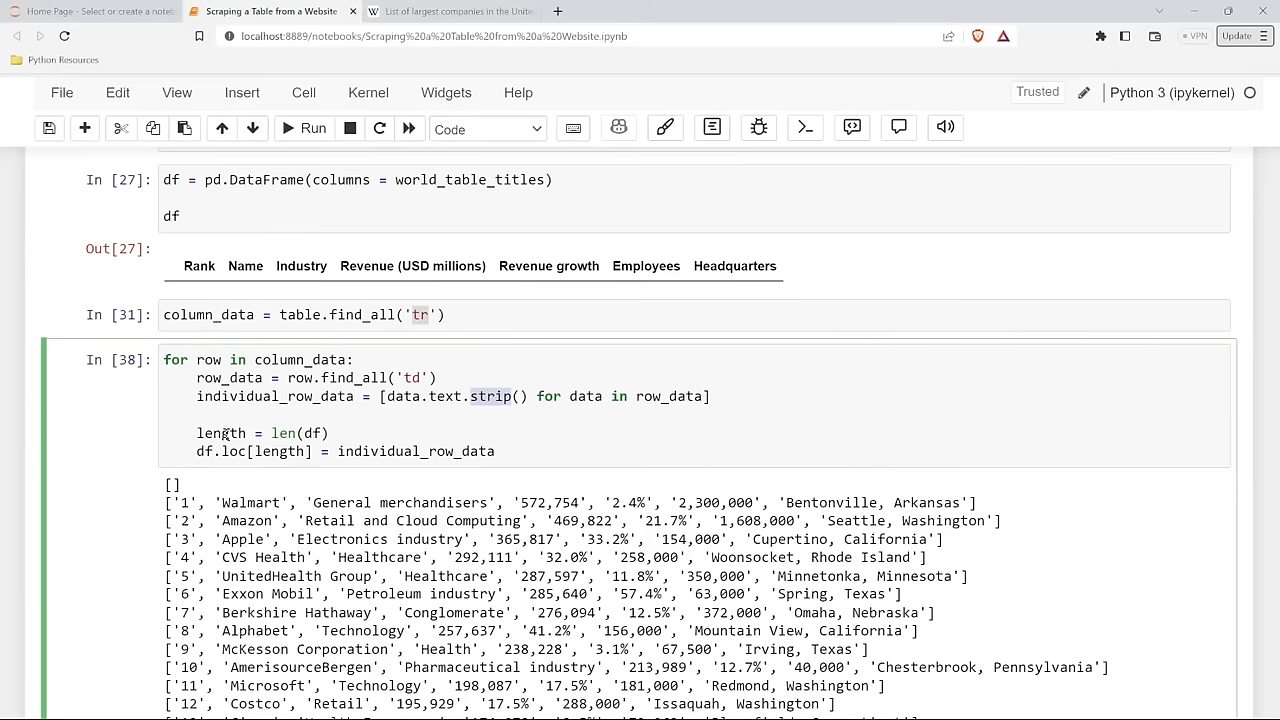 Home Page - Select or create a noteb
Scraping a Table from a Website
List of largest companies in the Unite
localhost:8889/notebooks/Scraping%20a%20Table%20from%20a%20Website.ipynb
VPN
Update
Python Resources
File Edit View Insert Cell Kernel Widgets Help
Trusted
Python 3 (ipykernel)
Run
Code
In [27]:
df = pd.DataFrame(columns = world_table_titles)
df
Out[27]:
Rank Name Industry Revenue (USD millions) Revenue growth Employees Headquarters
In [31]:
column_data = table.find_all('tr')
In [38]:
for row in column_data:
    row_data = row.find_all('td')
    individual_row_data = [data.text.strip() for data in row_data]
    length = len(df)
    df.loc[length] = individual_row_data
[]
['1', 'Walmart', 'General merchandisers', '572,754', '2.4%', '2,300,000', 'Bentonville, Arkansas']
['2', 'Amazon', 'Retail and Cloud Computing', '469,822', '21.7%', '1,608,000', 'Seattle, Washington']
['3', 'Apple', 'Electronics industry', '365,817', '33.2%', '154,000', 'Cupertino, California']
['4', 'CVS Health', 'Healthcare', '292,111', '32.0%', '258,000', 'Woonsocket, Rhode Island']
['5', 'UnitedHealth Group', 'Healthcare', '287,597', '11.8%', '350,000', 'Minnetonka, Minnesota']
['6', 'Exxon Mobil', 'Petroleum industry', '285,640', '57.4%', '63,000', 'Spring, Texas']
['7', 'Berkshire Hathaway', 'Conglomerate', '276,094', '12.5%', '372,000', 'Omaha, Nebraska']
['8', 'Alphabet', 'Technology', '257,637', '41.2%', '156,000', 'Mountain View, California']
['9', 'McKesson Corporation', 'Health', '238,228', '3.1%', '67,500', 'Irving, Texas']
['10', 'AmerisourceBergen', 'Pharmaceutical industry', '213,989', '12.7%', '40,000', 'Chesterbrook, Pennsylvania']
['11', 'Microsoft', 'Technology', '198,087', '17.5%', '181,000', 'Redmond, Washington']
['12', 'Costco', 'Retail', '195,929', '17.5%', '288,000', 'Issaquah, Washington']